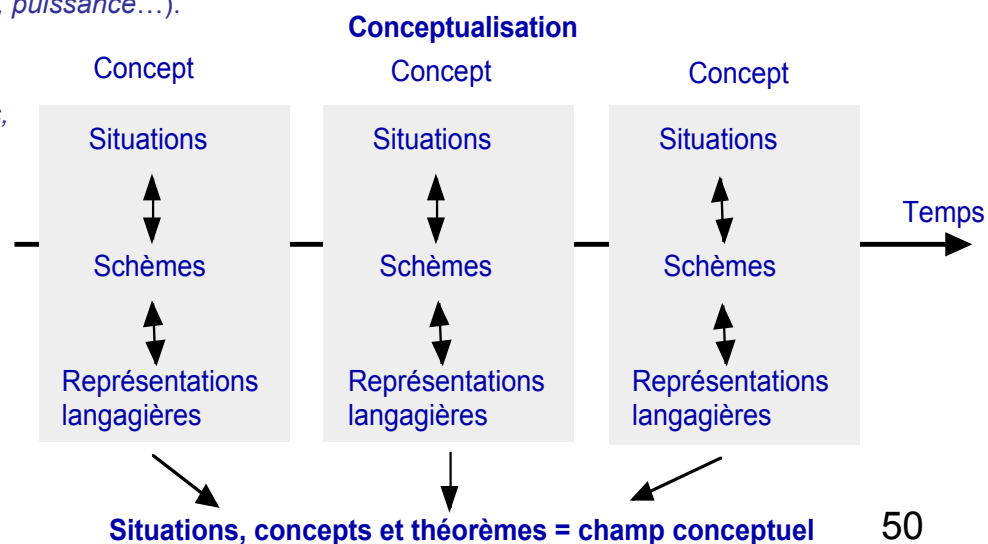 , puissance…).
Conceptualisation
Concept
Concept
Concept
,
Situations
Situations
Situations
Temps
Schèmes
Schèmes
Schèmes
Représentations
langagières
Représentations
langagières
Représentations
langagières
Situations, concepts et théorèmes = champ conceptuel
50